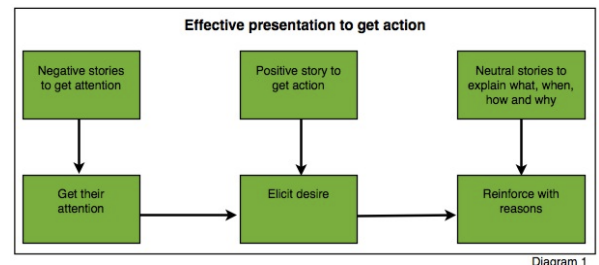 Effective presentation to get action
Negative stories
to get attention
Positive story to
get action
Neutral stories to
explain what, when,
how and why
Get their
attention
Elicit desire
Reinforce with
reasons
Diagram 1